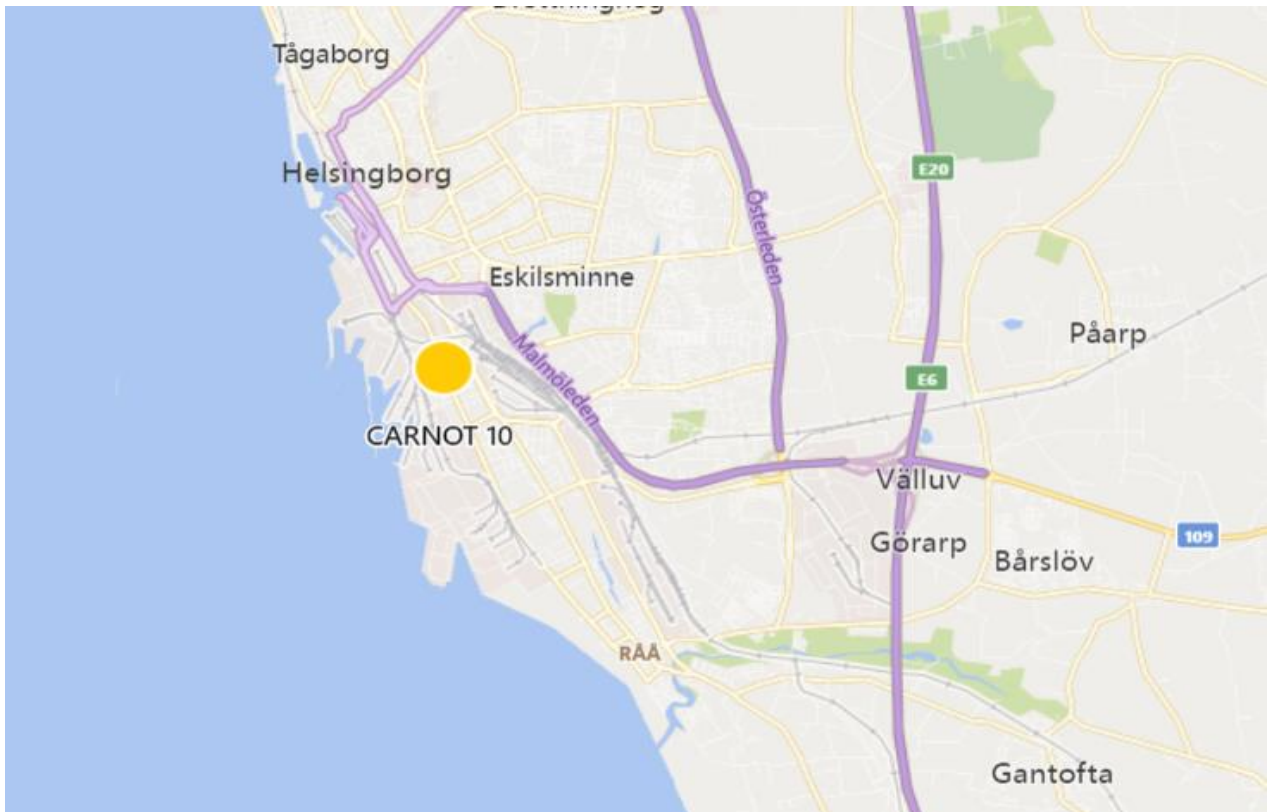 Tågaborg
Helsingborg
E20
Österleden
Eskilsminne
Påarp
Malmöleden
E6
CARNOT 10
Välluv
109
Görarp
Bårslöv
RÅÅ
Gantofta